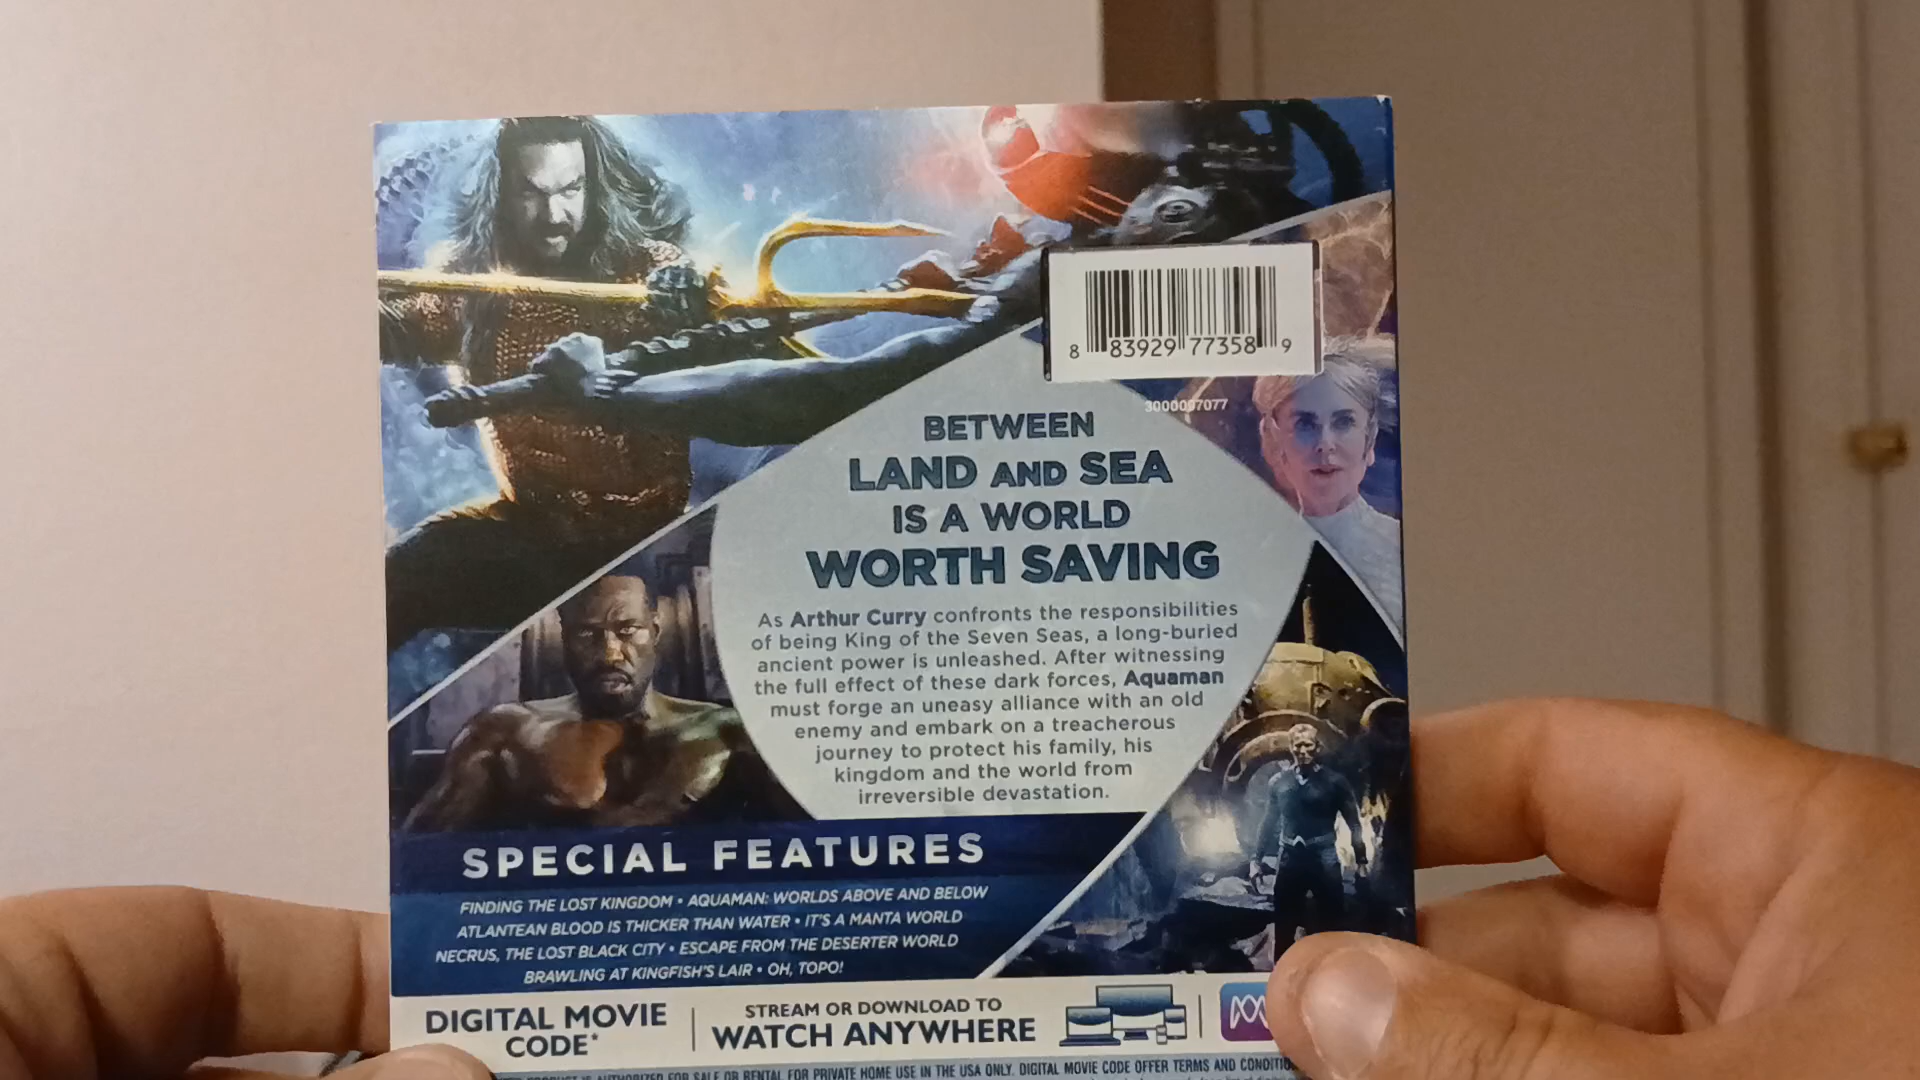 8 83929 77358 9
3000097077
BETWEEN
LAND AND SEA
IS A WORLD
WORTH SAVING
As Arthur Curry confronts the responsibilities
of being King of the Seven Seas, a long-buried
ancient power is unleashed. After witnessing
the full effect of these dark forces, Aquaman
must forge an uneasy alliance with an old
enemy and embark on a treacherous
journey to protect his family, his
kingdom and the world from
irreversible devastation.
SPECIAL FEATURES
FINDING THE LOST KINGDOM • AQUAMAN: WORLDS ABOVE AND BELOW
ATLANTEAN BLOOD IS THICKER THAN WATER • IT'S A MANTA WORLD
NECRUS, THE LOST BLACK CITY • ESCAPE FROM THE DESERTER WORLD
BRAWLING AT KINGFISH'S LAIR • OH, TOPO!
DIGITAL MOVIE
CODE*
STREAM OR DOWNLOAD TO
WATCH ANYWHERE
PRODUCT IS AUTHORIZED FOR SALE OR RENTAL FOR PRIVATE HOME USE IN THE USA ONLY. DIGITAL MOVIE CODE OFFER TERMS AND